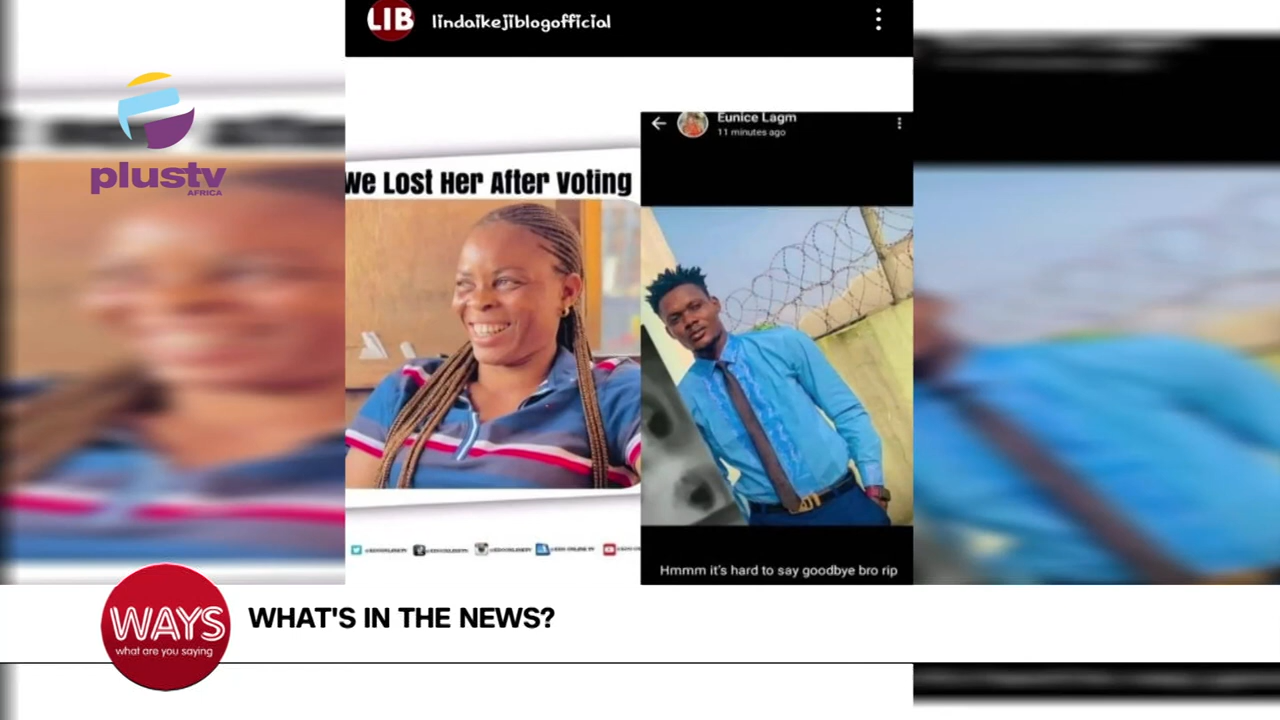 LIB lindaikejiblogofficial
plustv
AFRICA
We Lost Her After Voting
Eunice Lagm
11 minutes ago
Hmmm it's hard to say goodbye bro rip
WAYS
what are you saying
WHAT'S IN THE NEWS?